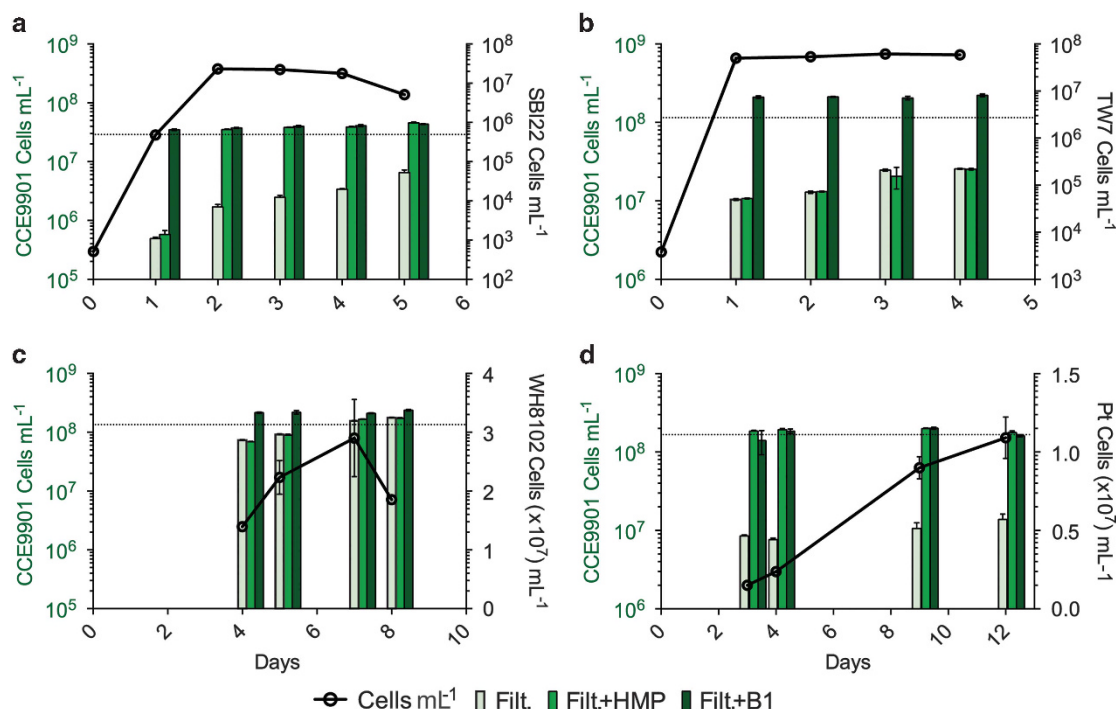 a
10⁹
10⁸
10⁷
10⁶
10⁵
CCE9901 Cells mL⁻¹
10⁸
10⁷
10⁶
10⁵
10⁴
10³
10²
SBI22 Cells mL⁻¹
0 1 2 3 4 5 6
b
10⁹
10⁸
10⁷
10⁶
CCE9901 Cells mL⁻¹
10⁸
10⁷
10⁶
10⁵
10⁴
10³
TW7 Cells mL⁻¹
0 1 2 3 4 5
c
10⁹
10⁸
10⁷
10⁶
10⁵
CCE9901 Cells mL⁻¹
4
3
2
1
0
WH8102 Cells (x10⁷) mL⁻¹
0 2 4 6 8 10
Days
d
10⁹
10⁸
10⁷
10⁶
CCE9901 Cells mL⁻¹
1.5
1.0
0.5
0.0
Pt Cells (x10⁷) mL-1
0 2 4 6 8 10 12
Days
Cells mL⁻¹ Filt. Filt.+HMP Filt.+B1